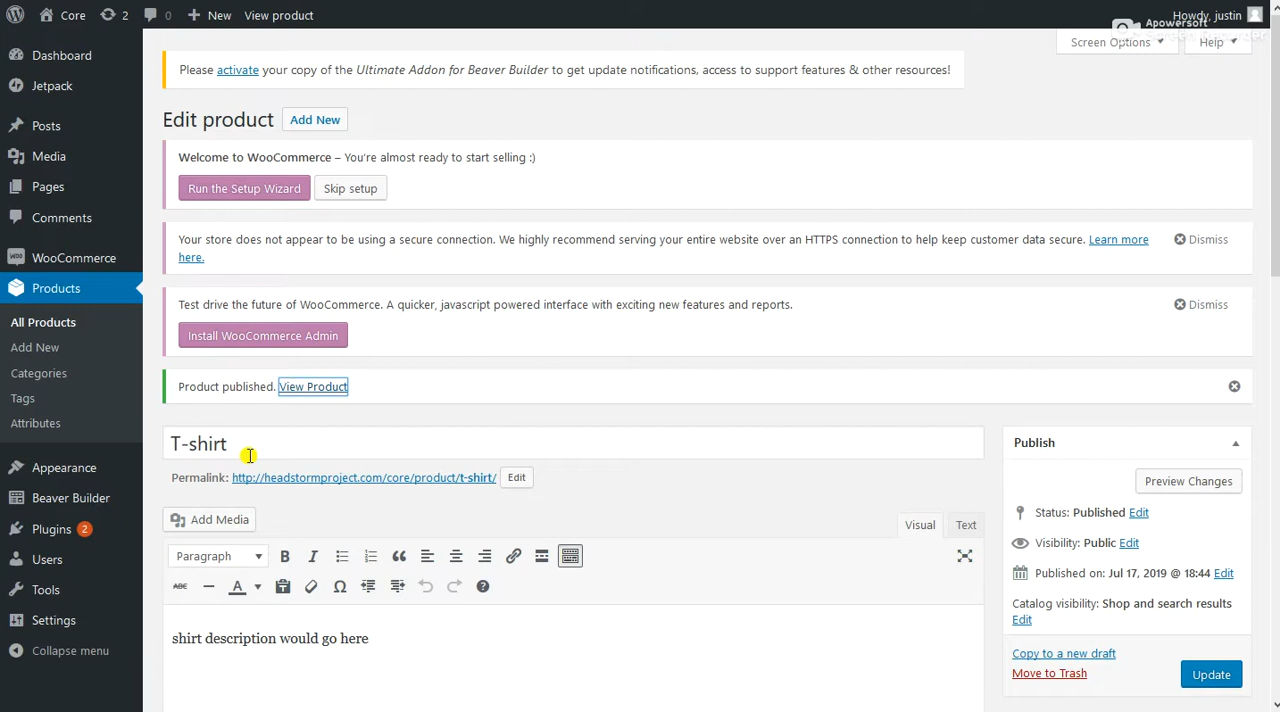 Core 2 0 New View product Howdy, justin
Apowersoft
Screen Recorder
Screen Options Help
Dashboard
Jetpack
Posts
Media
Pages
Comments
WooCommerce
Products
All Products
Add New
Categories
Tags
Attributes
Appearance
Beaver Builder
Plugins 2
Users
Tools
Settings
Collapse menu
Please activate your copy of the Ultimate Addon for Beaver Builder to get update notifications, access to support features & other resources!
Edit product Add New
Welcome to WooCommerce – You're almost ready to start selling :)
Run the Setup Wizard Skip setup
Your store does not appear to be using a secure connection. We highly recommend serving your entire website over an HTTPS connection to help keep customer data secure. Learn more
here.
Dismiss
Test drive the future of WooCommerce. A quicker, javascript powered interface with exciting new features and reports.
Dismiss
Install WooCommerce Admin
Product published. View Product
T-shirt
Permalink: http://headstormproject.com/core/product/t-shirt/ Edit
Add Media
Visual Text
Paragraph
shirt description would go here
Publish
Preview Changes
Status: Published Edit
Visibility: Public Edit
Published on: Jul 17, 2019 @ 18:44 Edit
Catalog visibility: Shop and search results
Edit
Copy to a new draft
Move to Trash
Update